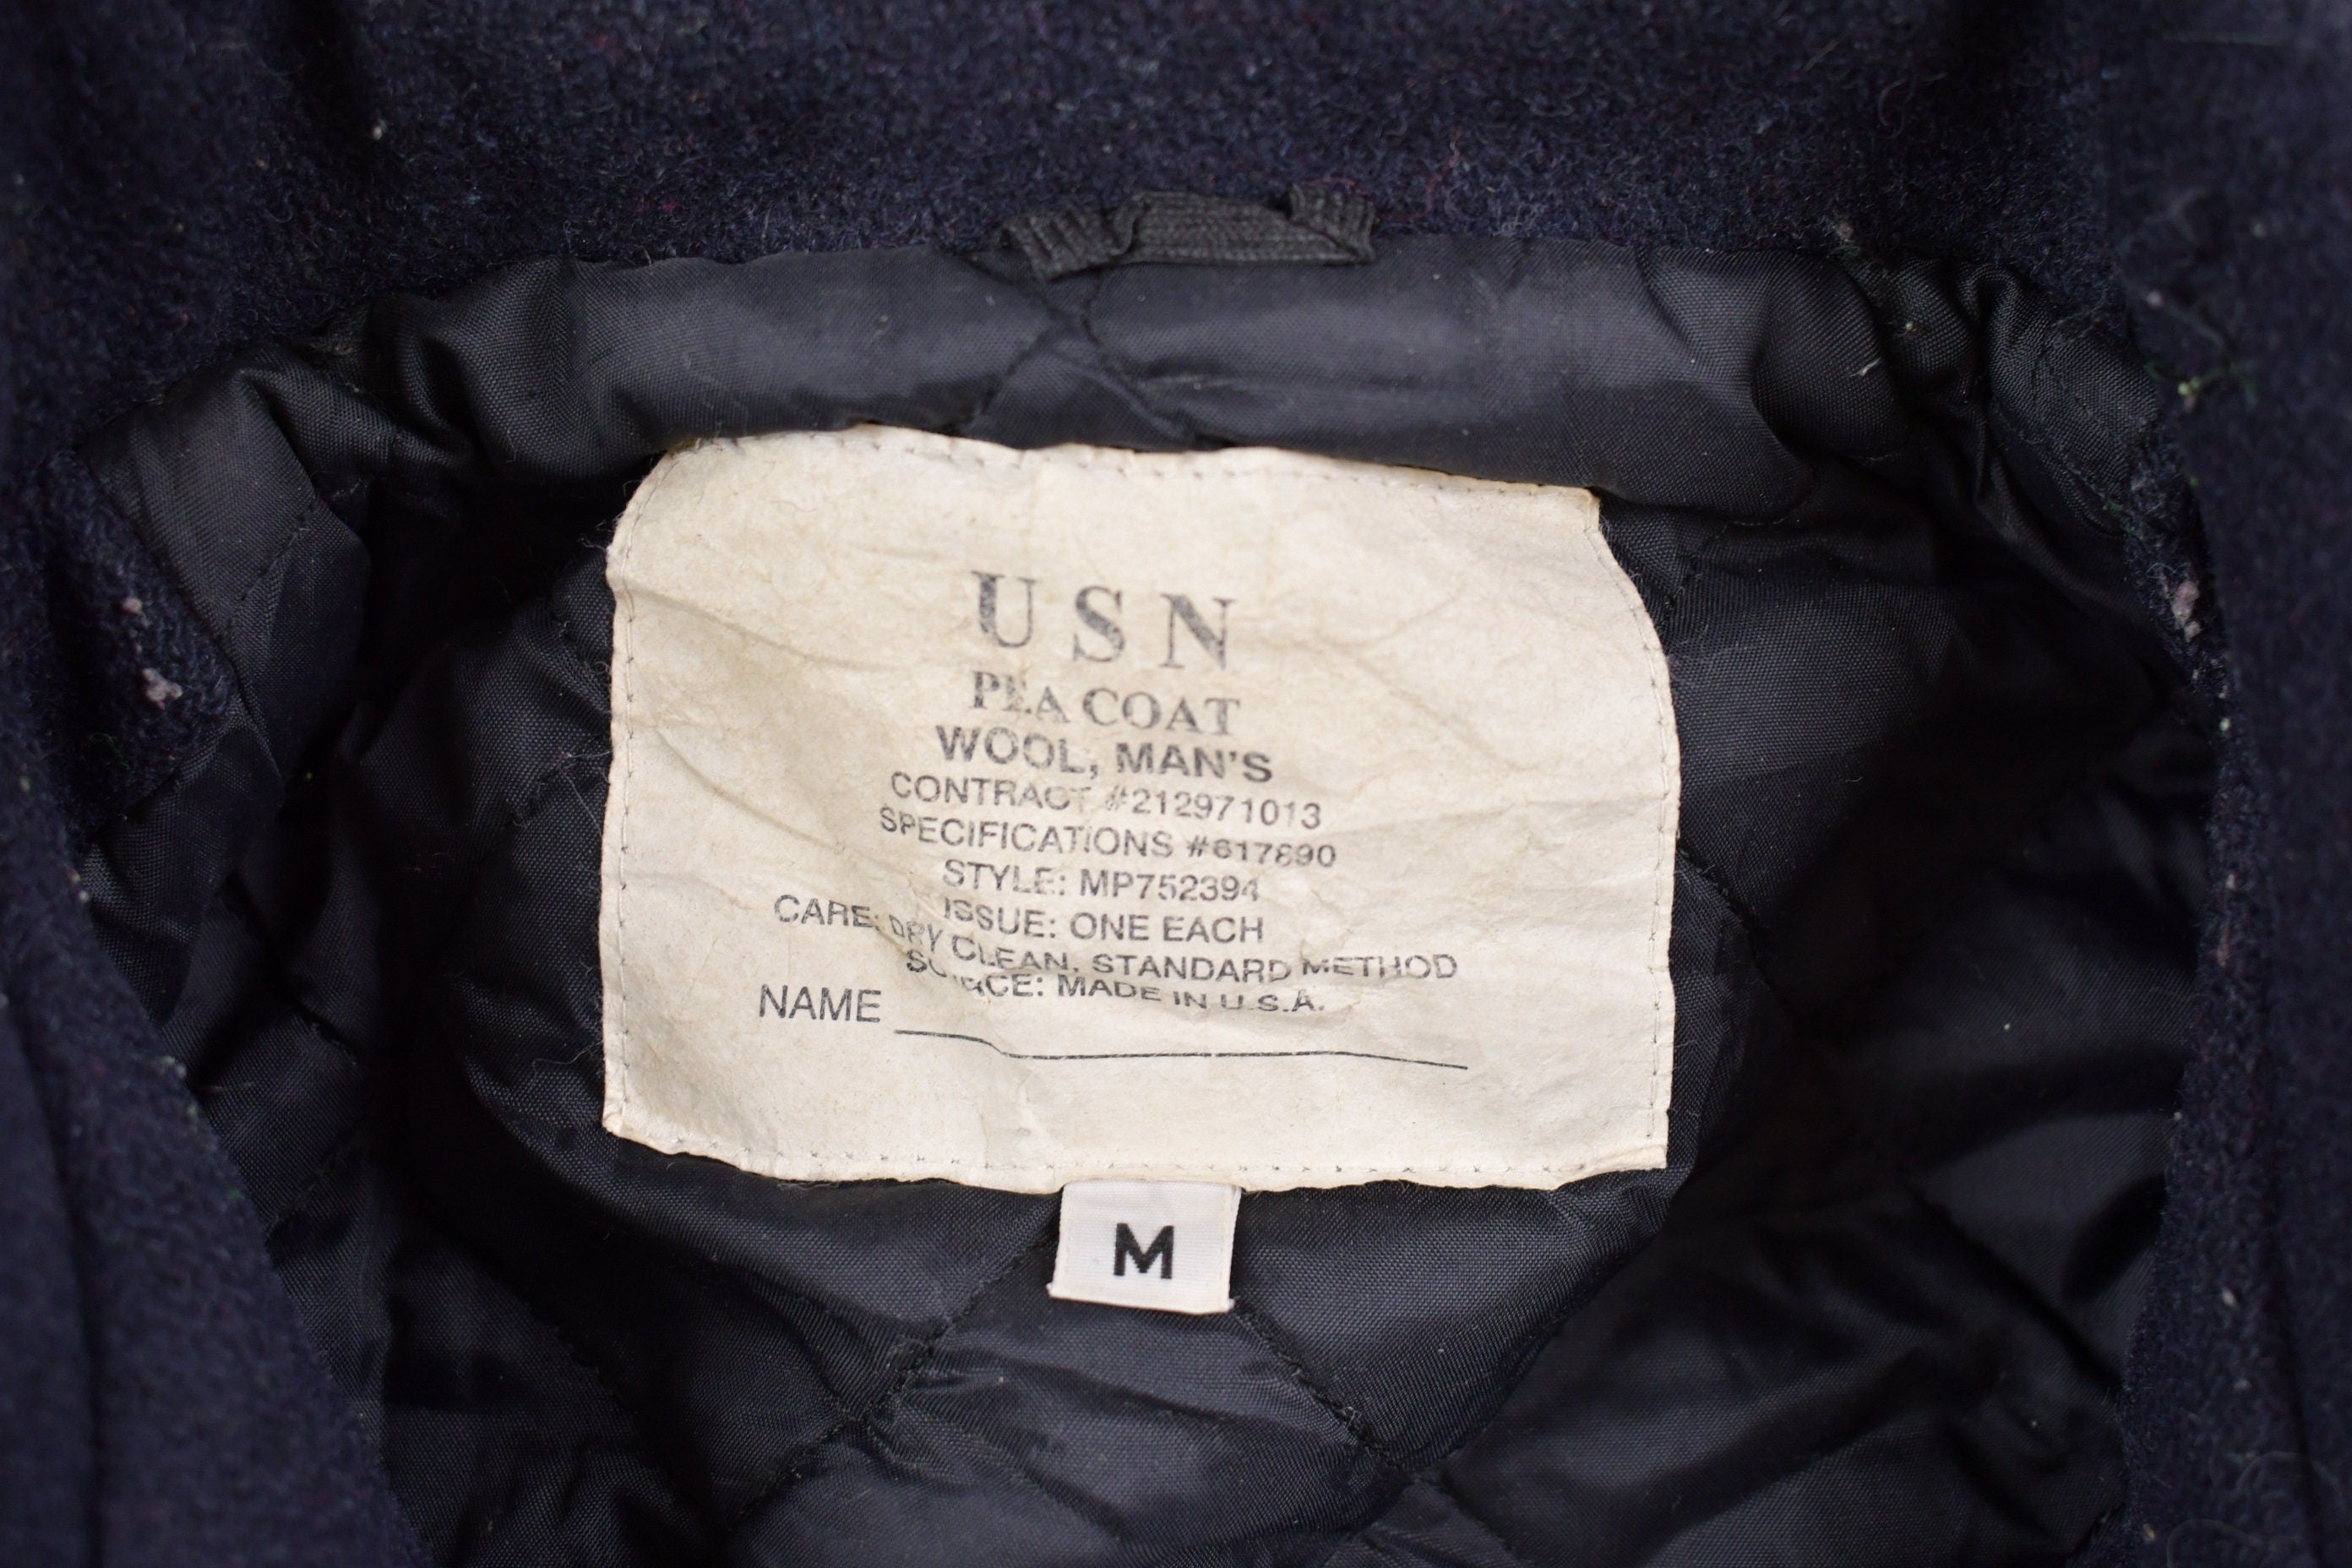 U S N
PEA COAT
WOOL, MAN'S
CONTRACT #212971013
SPECIFICATIONS #617890
STYLE: MP752394
ISSUE: ONE EACH
CARE: DRY CLEAN, STANDARD METHOD
SOURCE: MADE IN U.S.A.
NAME
M